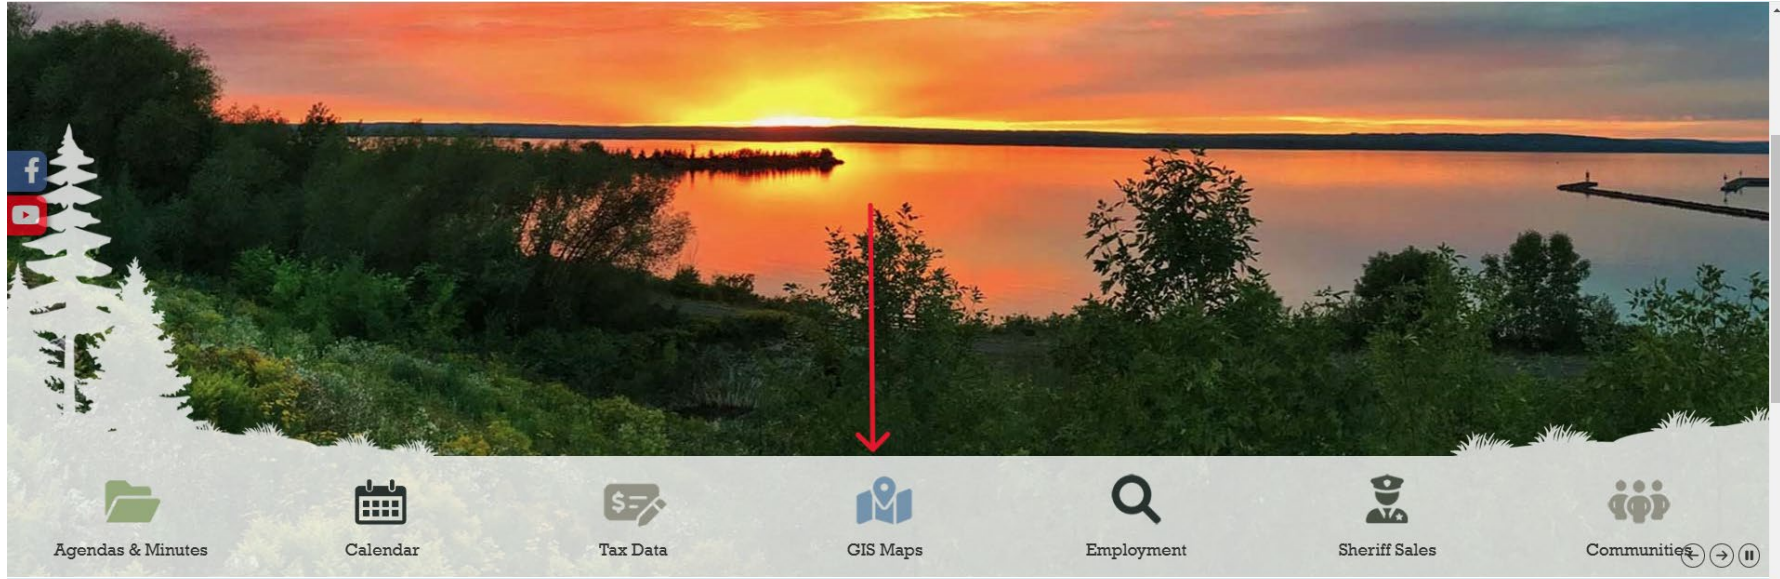 Agendas & Minutes
Calendar
Tax Data
GIS Maps
Employment
Sheriff Sales
Communities